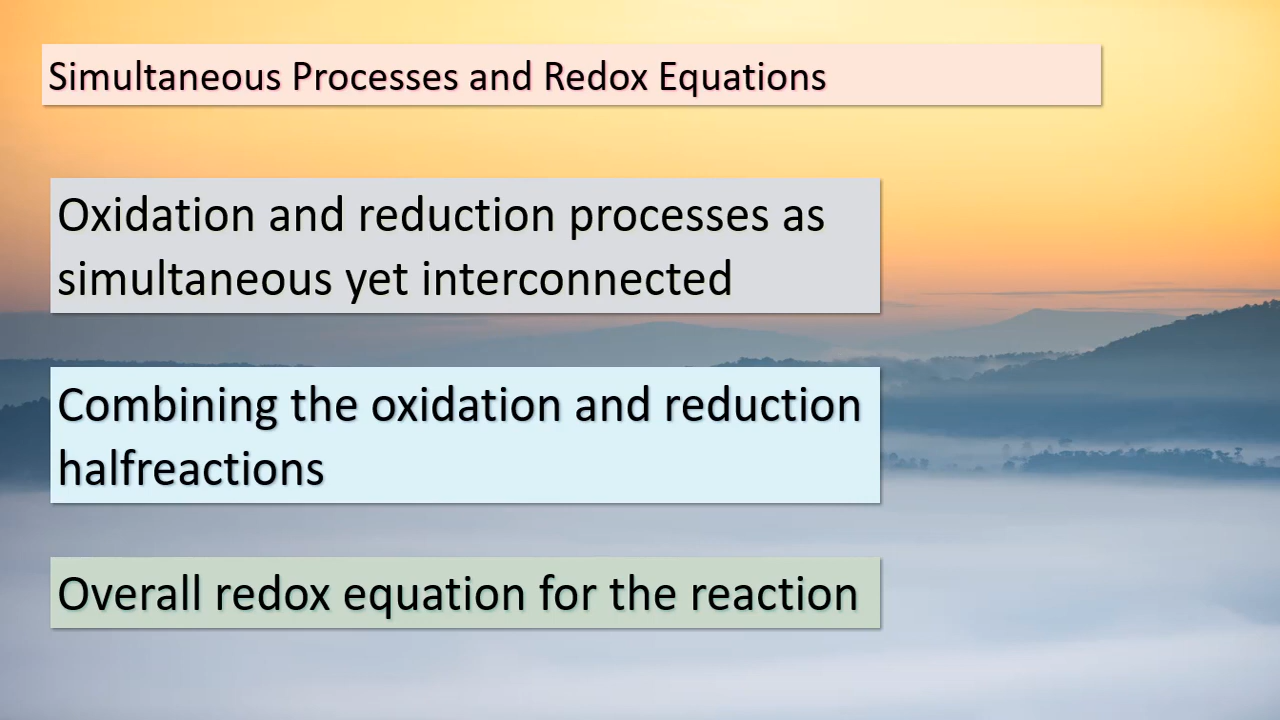 Simultaneous Processes and Redox Equations
Oxidation and reduction processes as
simultaneous yet interconnected
Combining the oxidation and reduction
halfreactions
Overall redox equation for the reaction